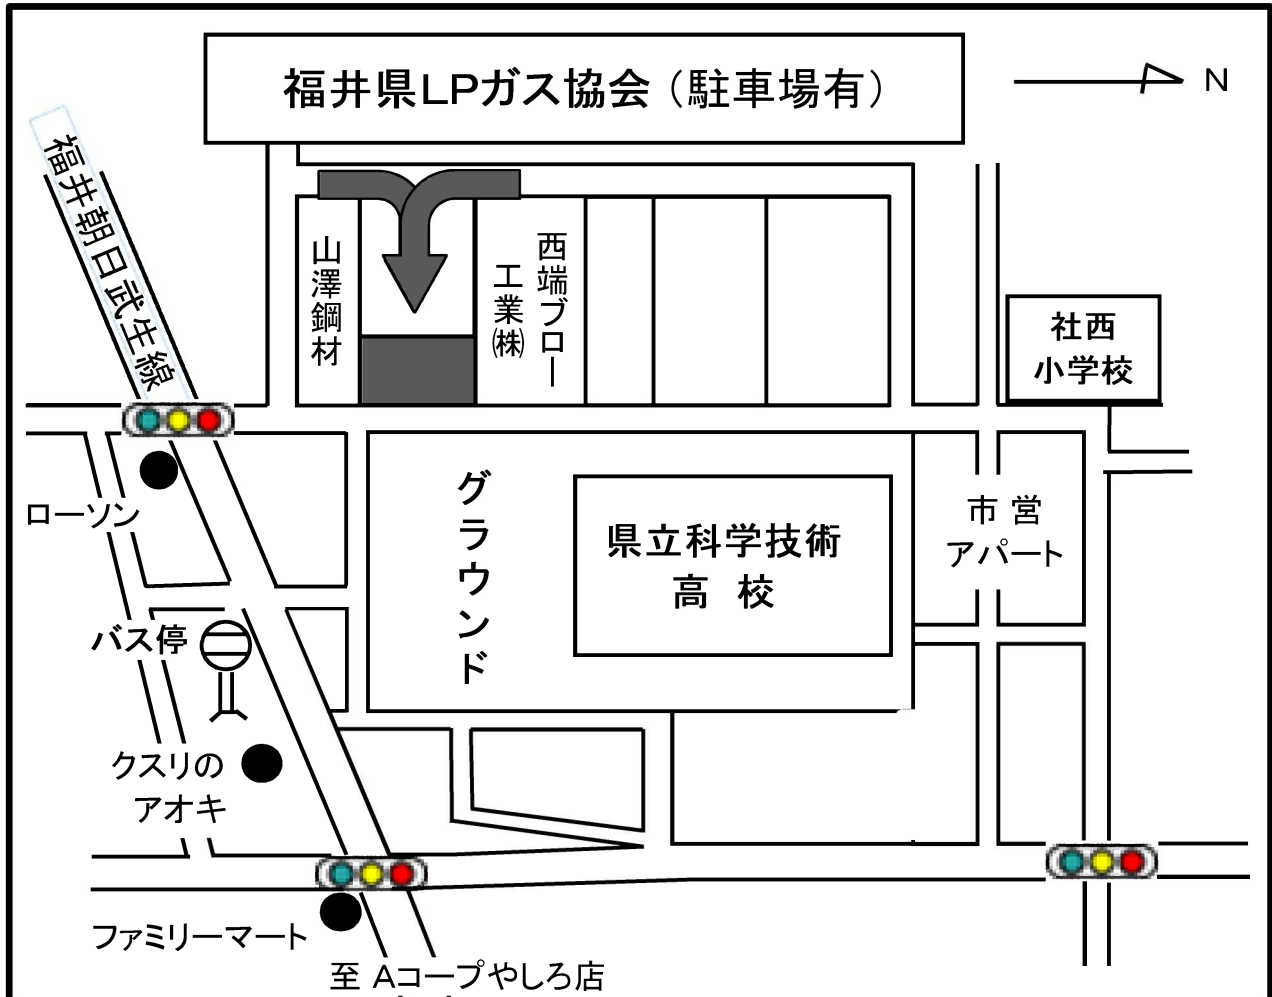 福井県LPガス協会（駐車場有）
N
福井朝日武生線
山澤鋼材
西端ブロー
工業㈱
社西
小学校
ローソン
グラウンド
県立科学技術
高 校
市 営
アパート
バス停
クスリの
アオキ
ファミリーマート
至 Aコープやしろ店